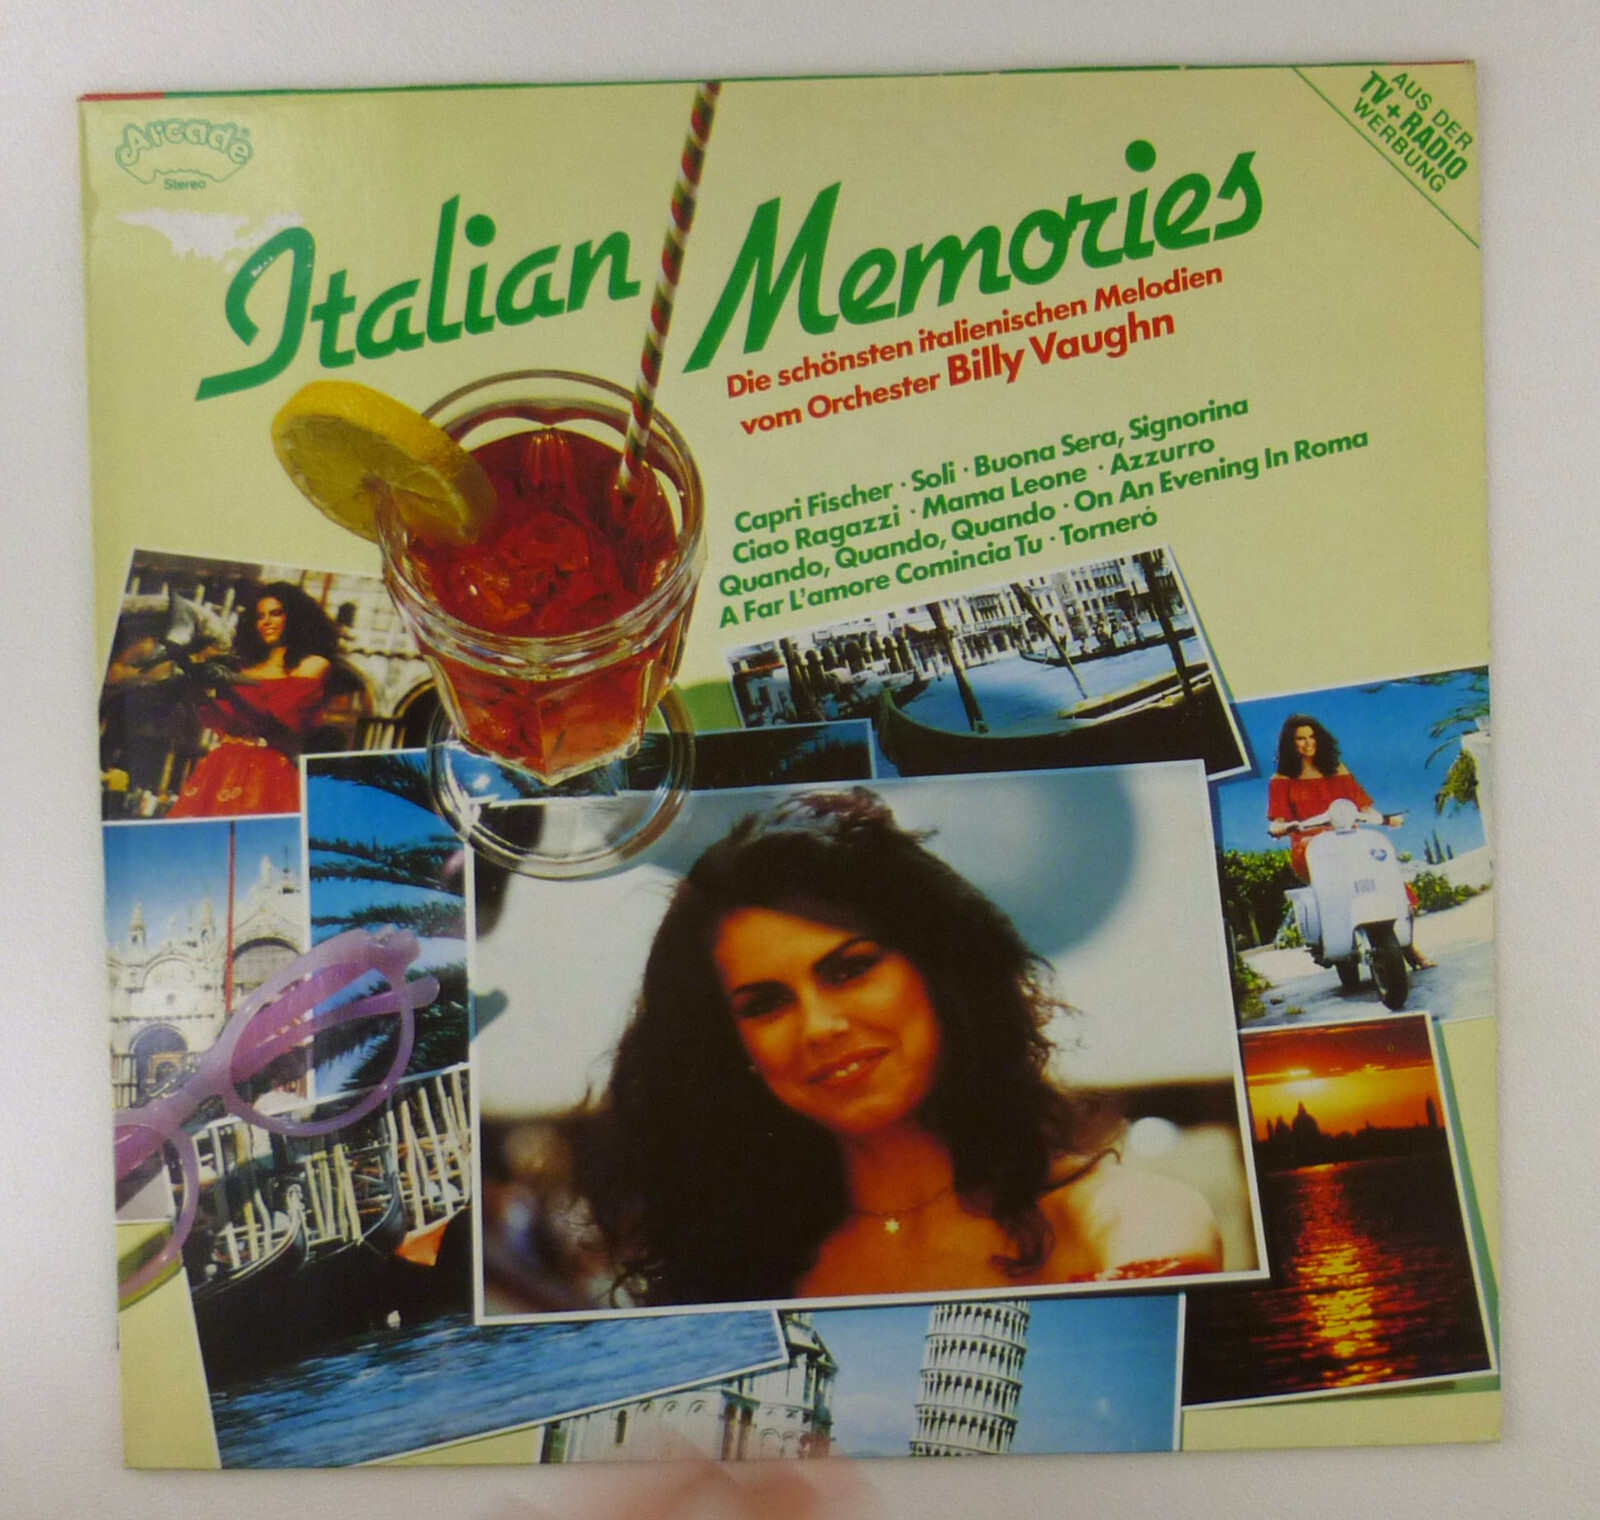 Arcade
Stereo
AUS DER
TV + RADIO
WERBUNG
Italian Memories
Die schönsten italienischen Melodien
vom Orchester Billy Vaughn
Capri Fischer · Soli · Buona Sera, Signorina
Ciao Ragazzi · Mama Leone · Azzurro
Quando, Quando, Quando · On An Evening In Roma
A Far L'amore Comincia Tu · Torneró